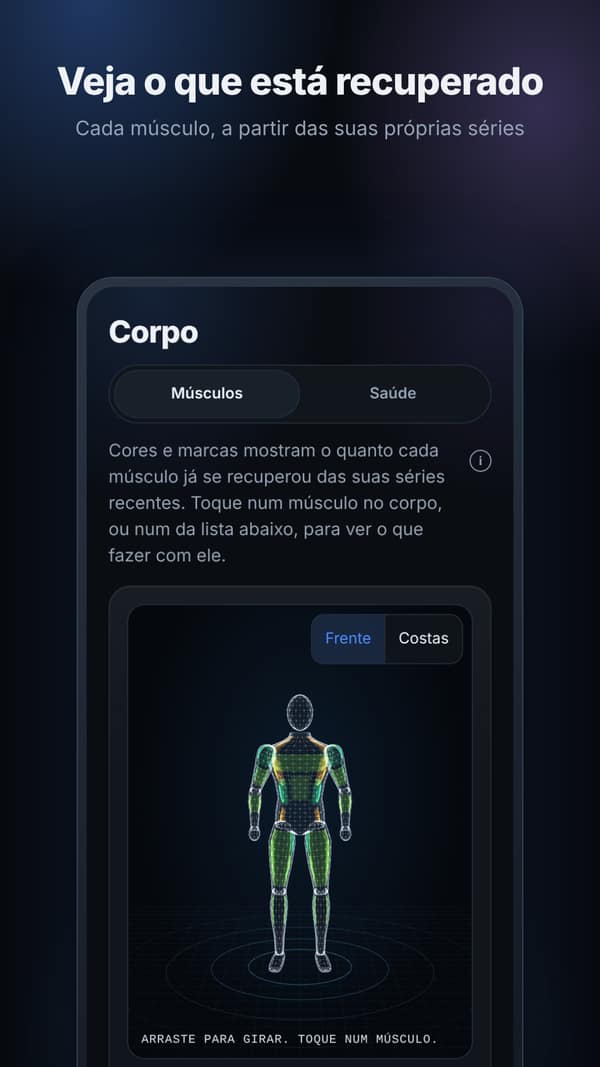 Veja o que está recuperado
Cada músculo, a partir das suas próprias séries
Corpo
Músculos
Saúde
Cores e marcas mostram o quanto cada
músculo já se recuperou das suas séries
recentes. Toque num músculo no corpo,
ou num da lista abaixo, para ver o que
fazer com ele.
i
Frente
Costas
ARRASTE PARA GIRAR. TOQUE NUM MÚSCULO.